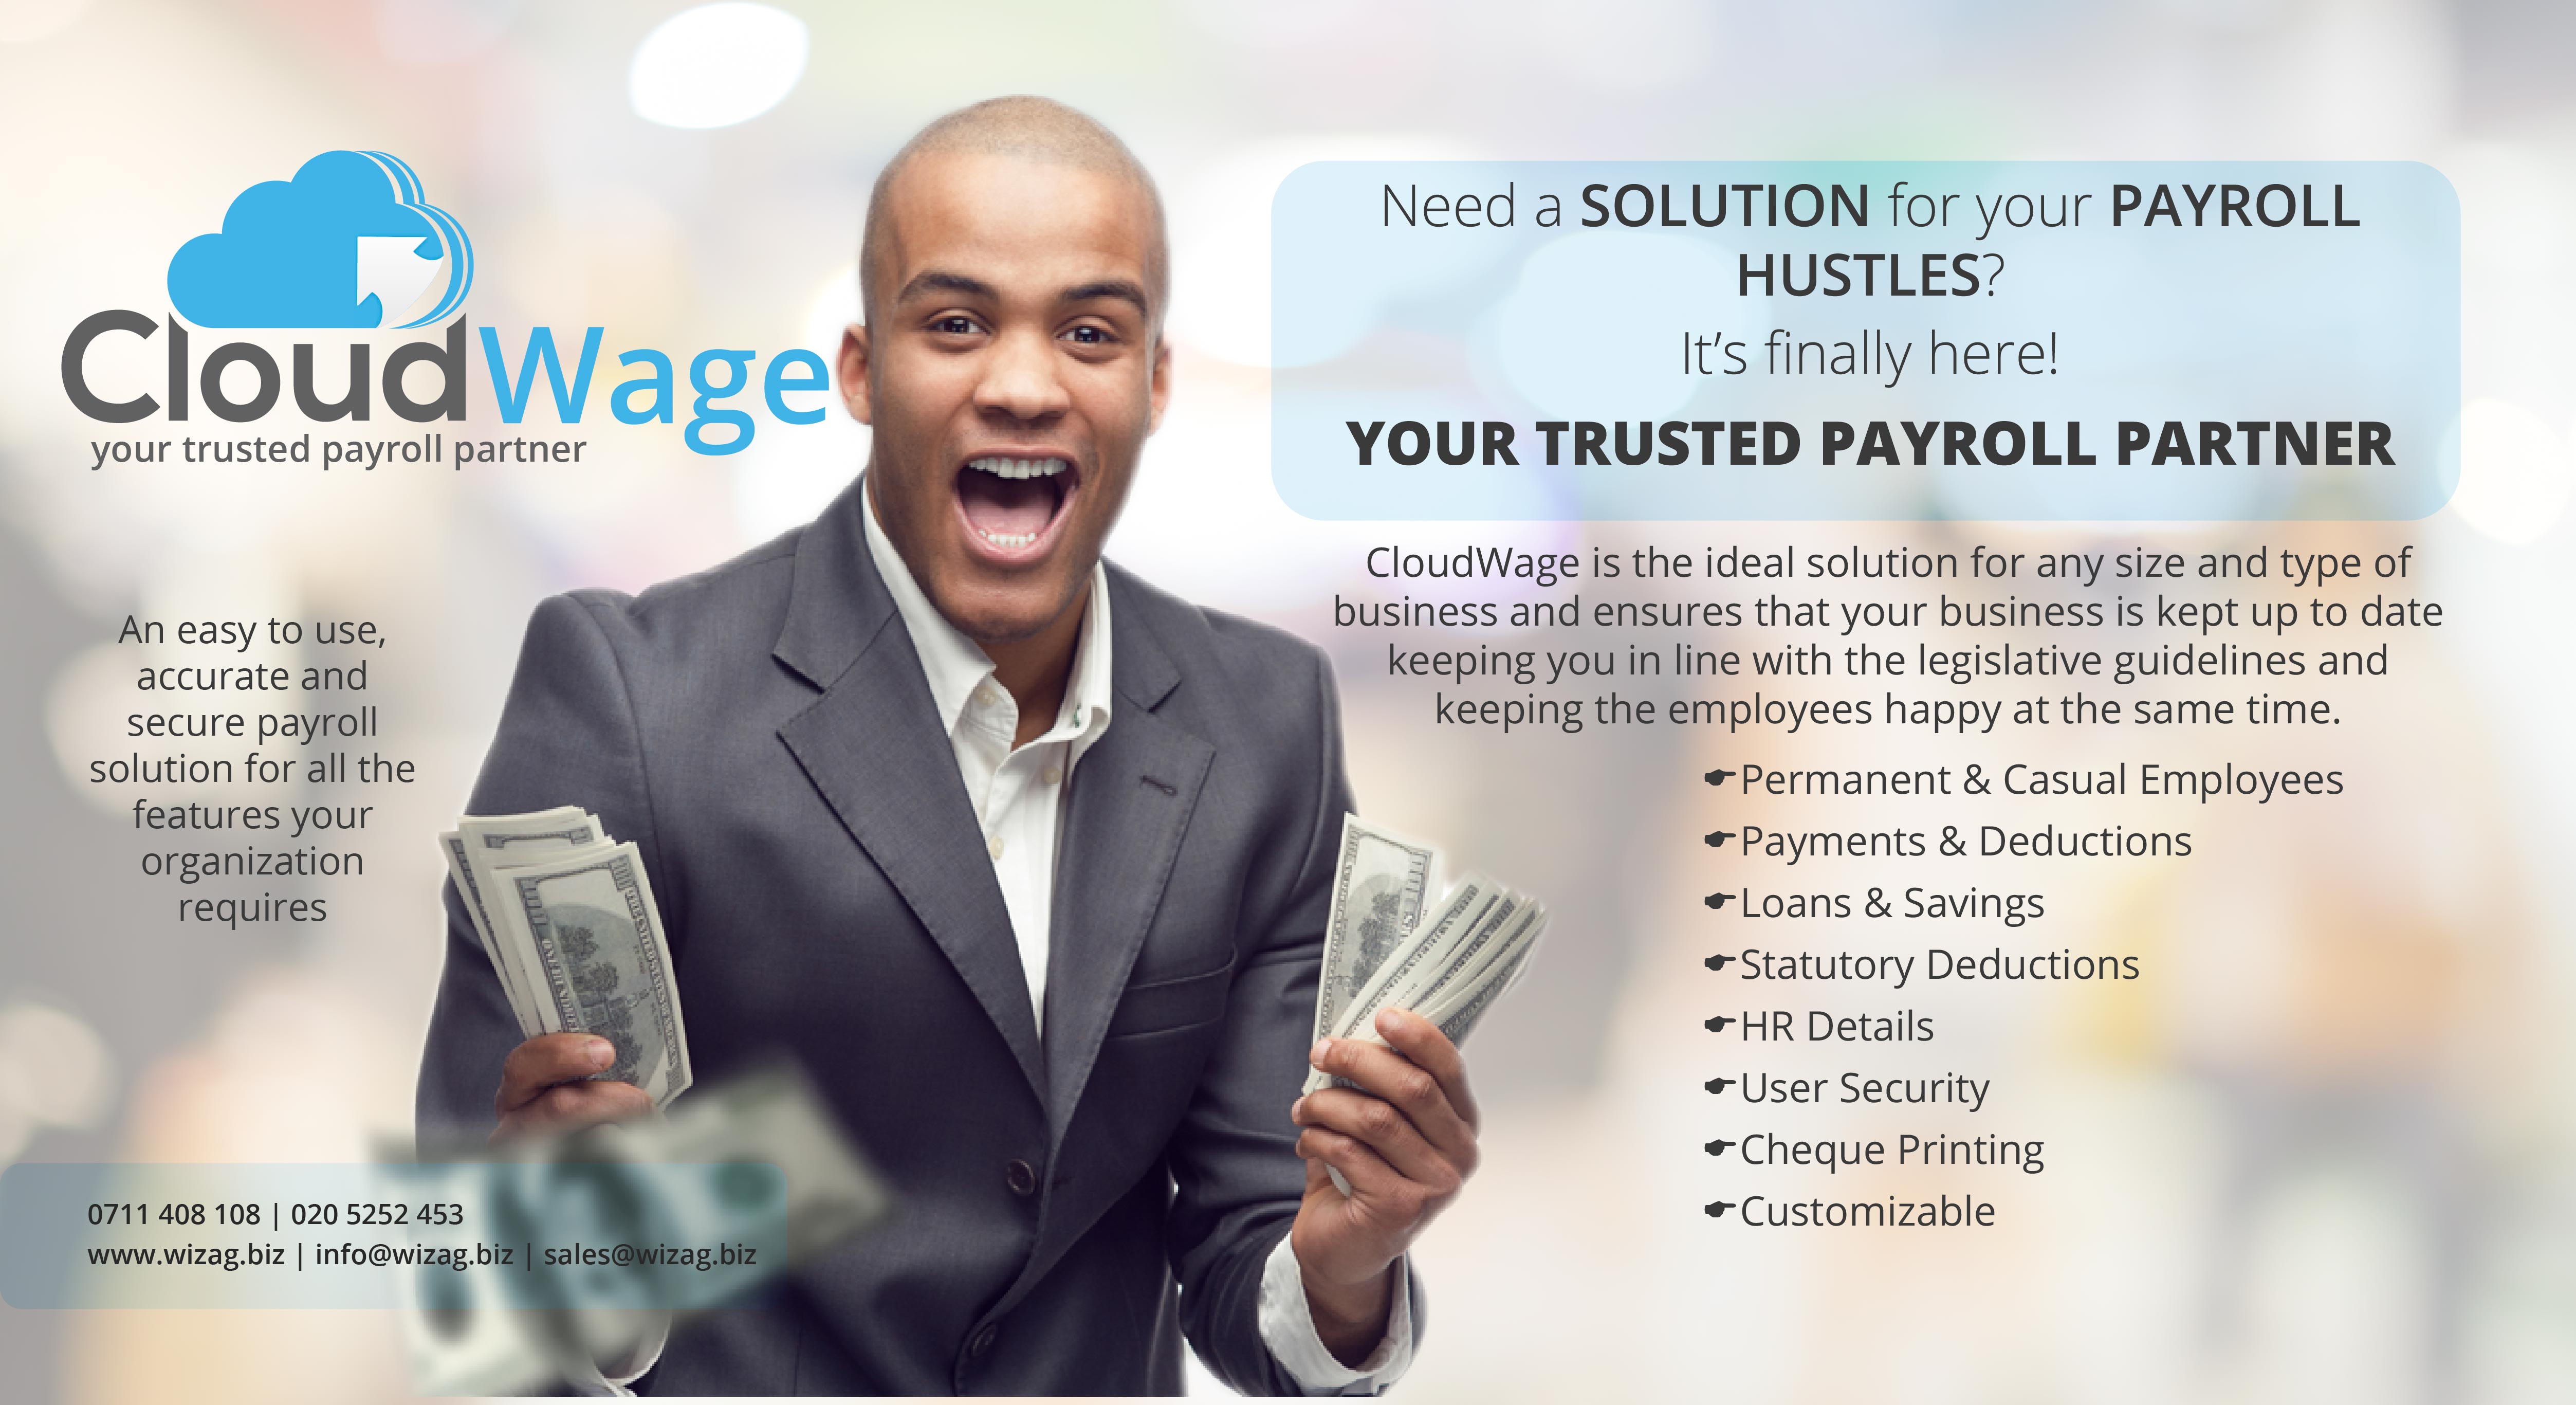 CloudWage
your trusted payroll partner
An easy to use,
accurate and
secure payroll
solution for all the
features your
organization
requires
0711 408 108 | 020 5252 453
www.wizag.biz | info@wizag.biz | sales@wizag.biz
Need a SOLUTION for your PAYROLL
HUSTLES?
It’s finally here!
YOUR TRUSTED PAYROLL PARTNER
CloudWage is the ideal solution for any size and type of
business and ensures that your business is kept up to date
keeping you in line with the legislative guidelines and
keeping the employees happy at the same time.
☛Permanent & Casual Employees
☛Payments & Deductions
☛Loans & Savings
☛Statutory Deductions
☛HR Details
☛User Security
☛Cheque Printing
☛Customizable